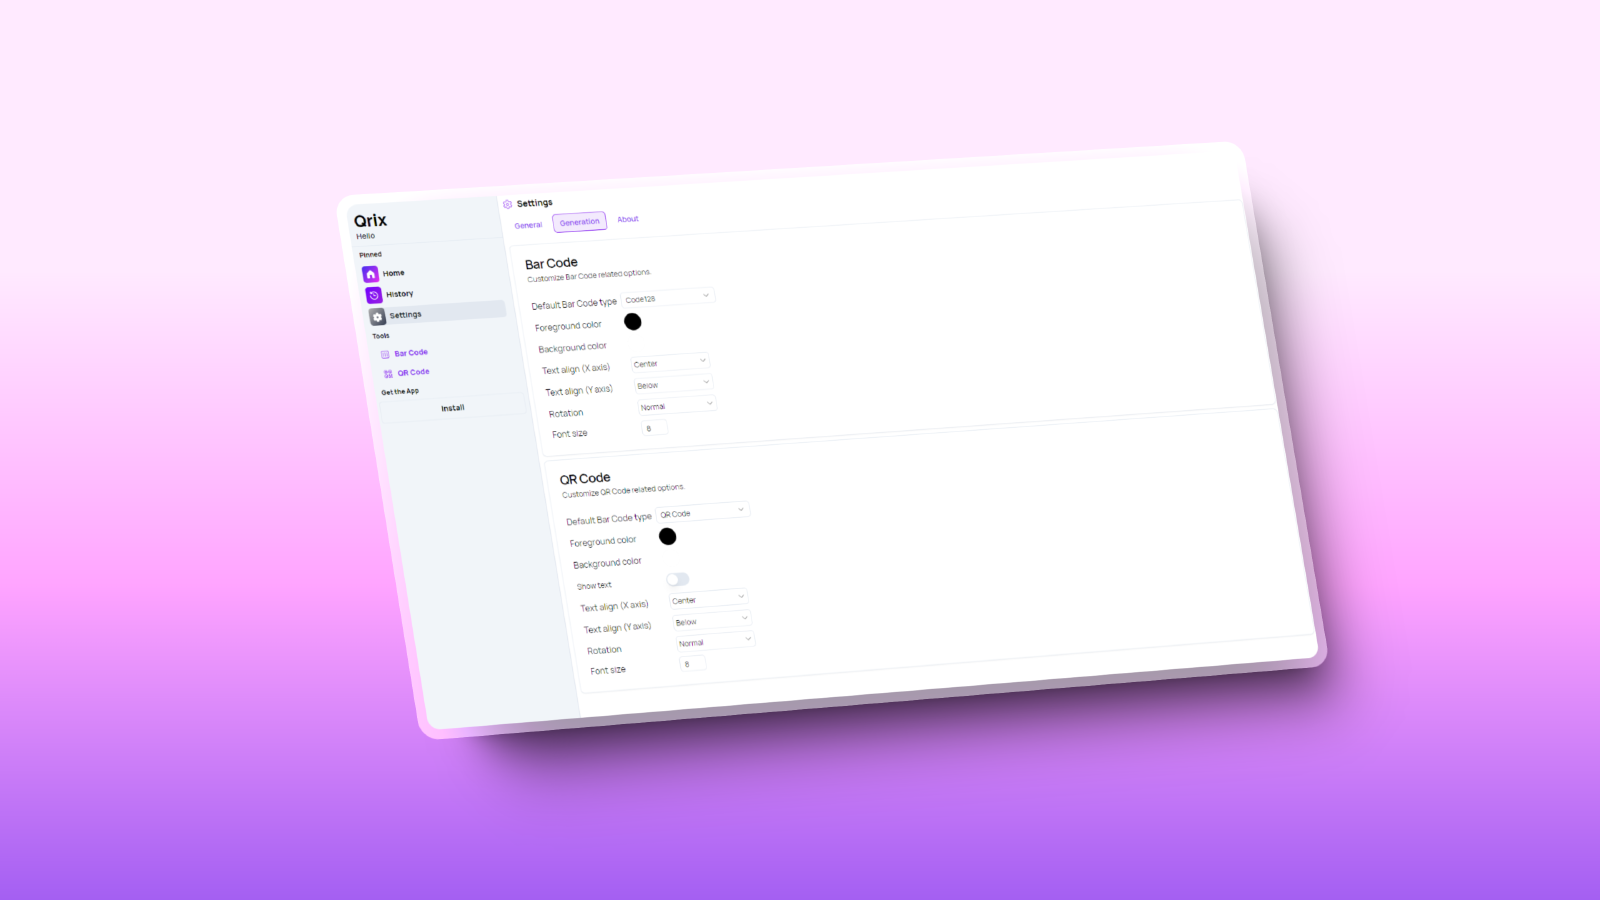 Qrix
Hello
Pinned
Home
History
Settings
Tools
Bar Code
QR Code
Get the App
Install
Settings
General Generation About
Bar Code
Customize Bar Code related options.
Default Bar Code type Code128
Foreground color
Background color
Text align (X axis) Center
Text align (Y axis) Below
Rotation Normal
Font size 8
QR Code
Customize QR Code related options.
Default Bar Code type QR Code
Foreground color
Background color
Show text
Text align (X axis) Center
Text align (Y axis) Below
Rotation Normal
Font size 8